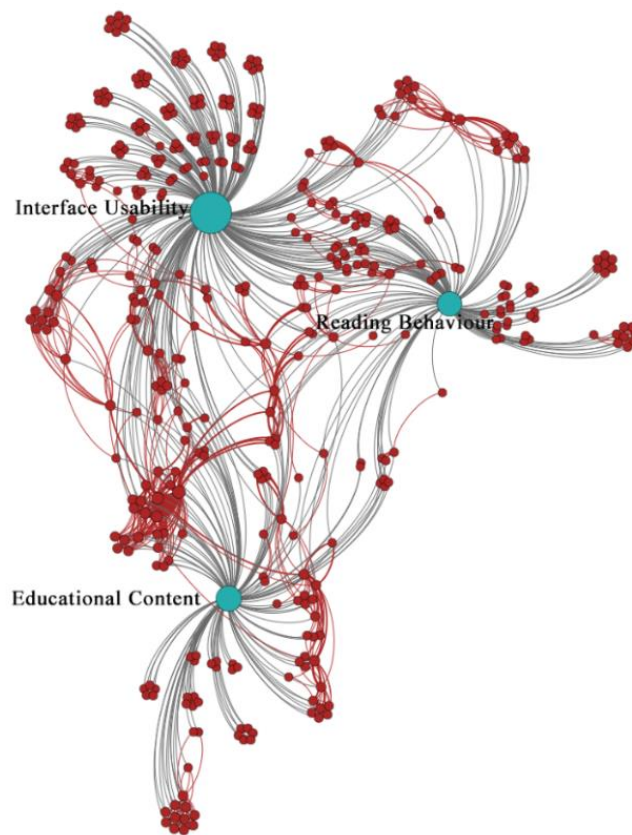 Interface Usability
Reading Behaviour
Educational Content